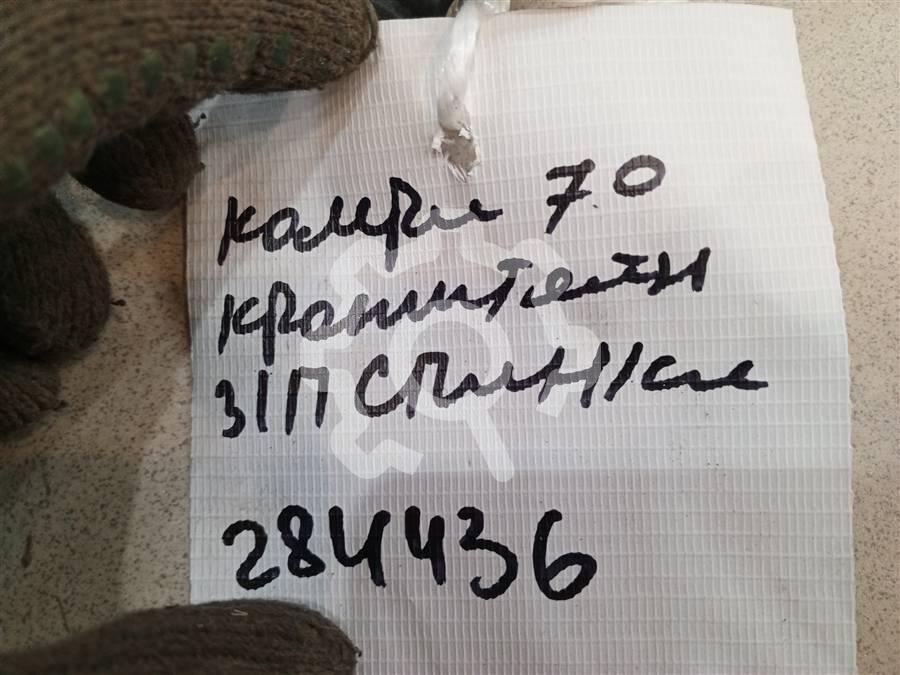 камри 70
кронштейн
з/п спинки
284436